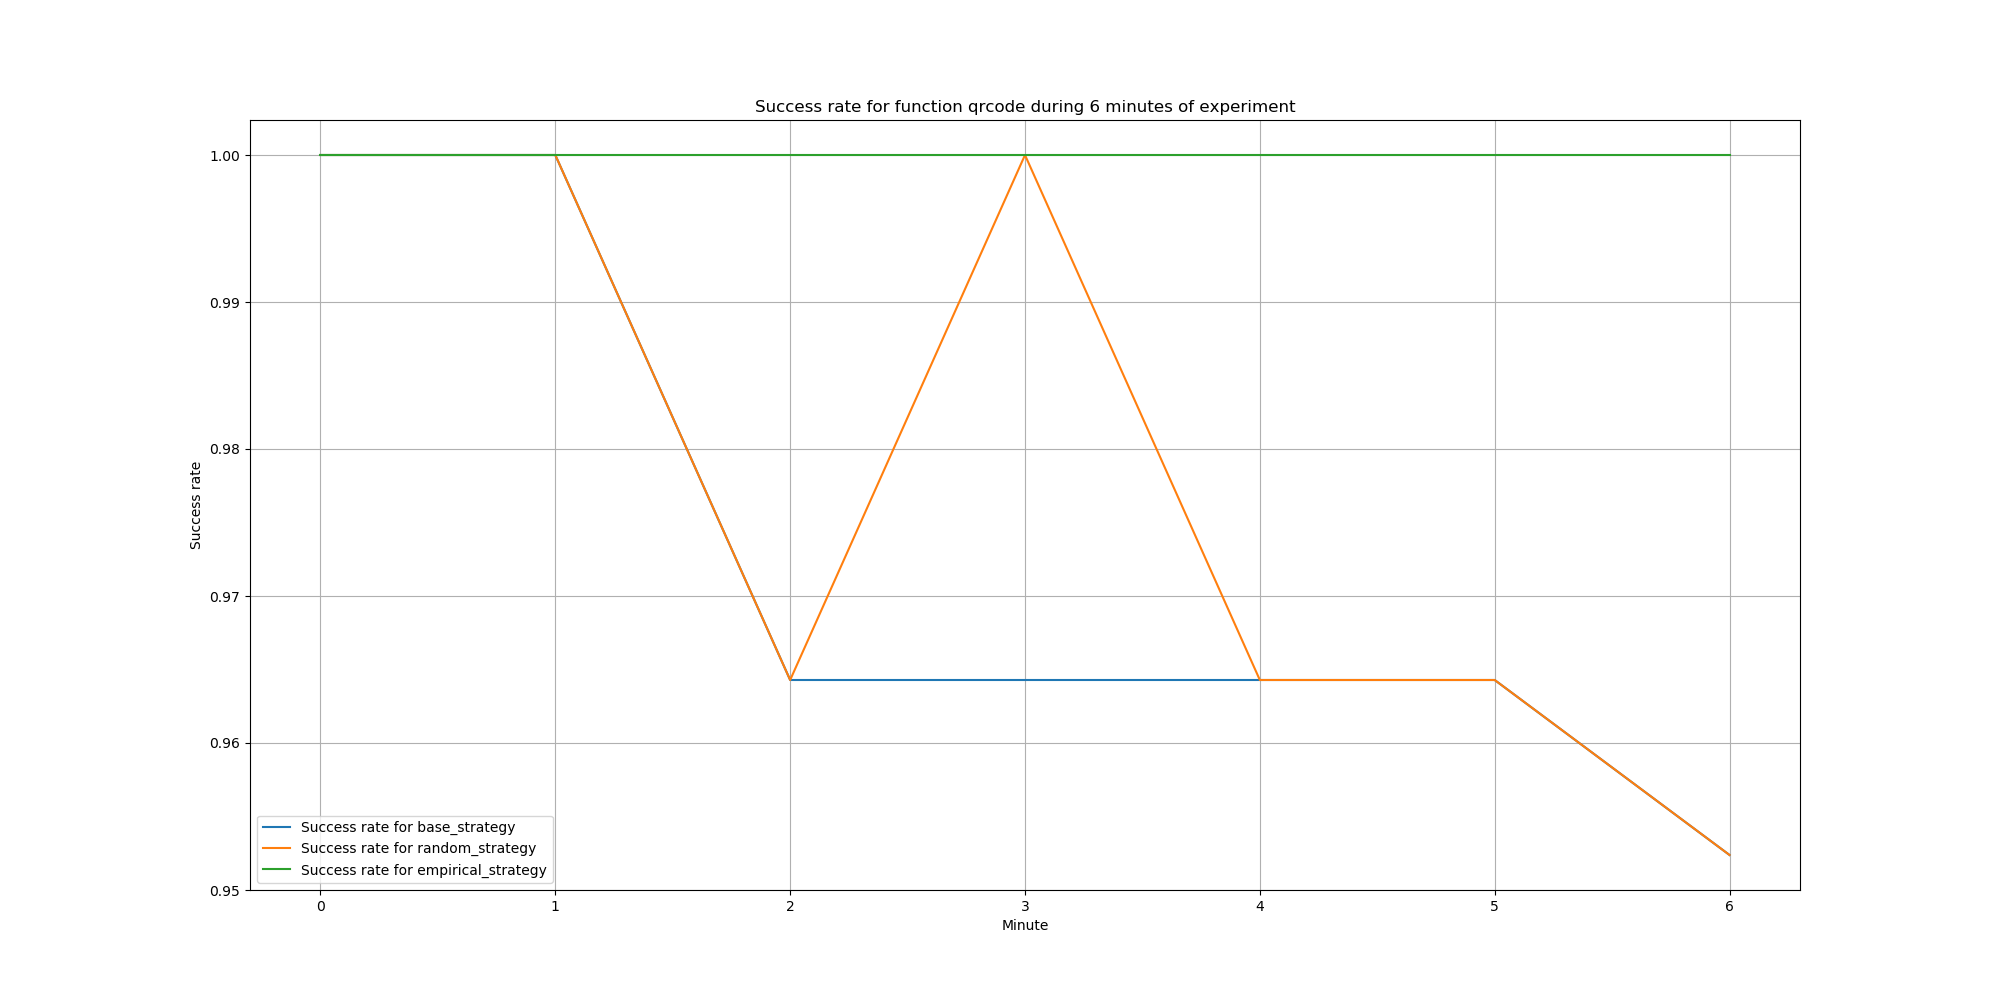 Success rate for function qrcode during 6 minutes of experiment
1.00
0.99
0.98
0.97
0.96
0.95
Success rate
Success rate for base_strategy
Success rate for random_strategy
Success rate for empirical_strategy
0 1 2 3 4 5 6
Minute